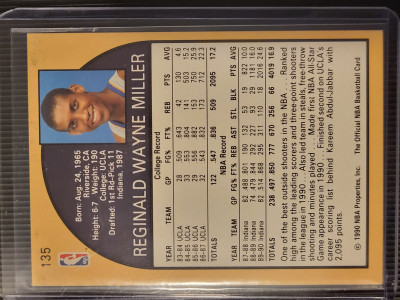 135
NBA
Born: Aug. 24, 1965
Riverside, CA
Height: 6-7 Weight: 190
College: UCLA
Drafted: 1st Rd-Pick 11
Indiana, 1987
REGINALD WAYNE MILLER
College Record
YEAR TEAM GP FG% FT% REB PTS AVG
83-84 UCLA 28 509 643 42 130 4.6
84-85 UCLA 33 553 804 141 503 15.2
85-86 UCLA 29 556 882 153 750 25.9
86-87 UCLA 32 543 832 173 712 22.3
TOTALS 122 .547 .836 509 2095 17.2
NBA Record
YEAR TEAM GP FG% FT% REB AST STL BLK PTS AVG
87-88 Indiana 82 488 801 190 132 53 19 822 10.0
88-89 Indiana 74 479 844 292 227 93 29 1181 16.0
89-90 Indiana 82 514 868 295 311 110 18 2016 24.6
TOTALS 238 .497 .850 777 670 256 66 4019 16.9
One of the best outside shooters in the NBA... Ranked
high among the leading scorers and three-point shooters
in the league in 1990... Also led team in steals, free-throw
shooting and minutes played... Made first NBA All-Star
Game appearance in 1990... Finished second on UCLA's
career scoring list behind Kareem Abdul-Jabbar with
2,095 points.
© 1990 NBA Properties, Inc. The Official NBA Basketball Card